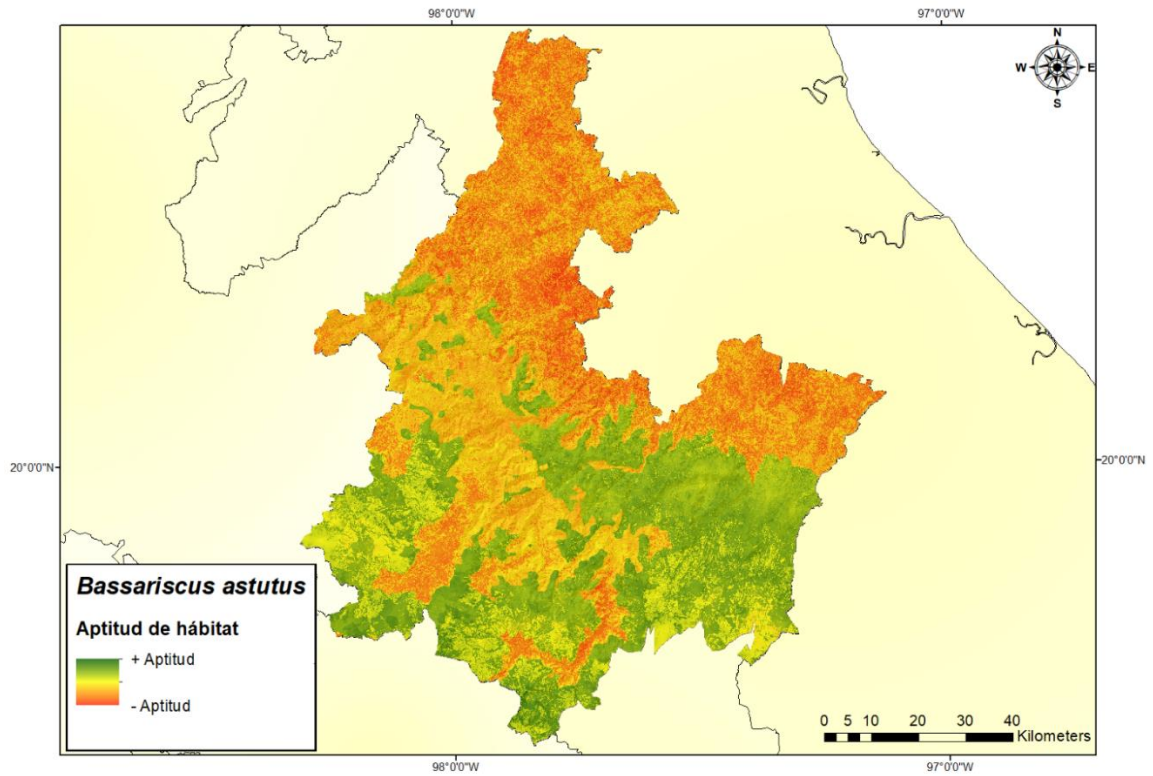 98°0'0"W
97°0'0"W
N
W
E
S
20°0'0"N
20°0'0"N
Bassariscus astutus
Aptitud de hábitat
+ Aptitud
- Aptitud
0 5 10 20 30 40
Kilometers
98°0'0"W
97°0'0"W